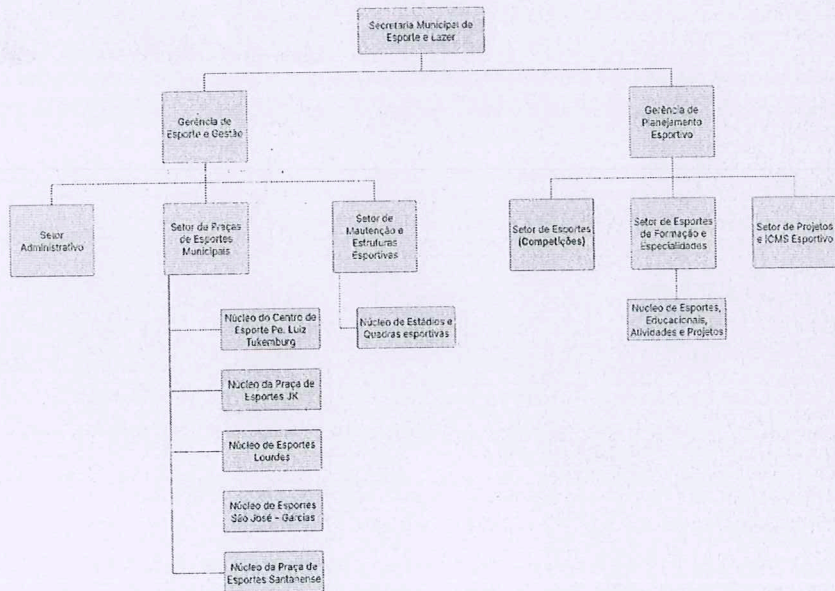 Secretaria Municipal de
Esporte e Lazer
Gerência de
Esporte e Gestão
Gerência de
Planejamento
Esportivo
Setor
Administrativo
Setor de Praças
de Esportes
Municipais
Setor de
Mautenção e
Estruturas
Esportivas
Setor de Esportes
(Competições)
Setor de Esportes
de Formação e
Especialidades
Setor de Projetos
e ICMS Esportivo
Núcleo do Centro de
Esporte Pe. Luiz
Tukemburg
Núcleo de Estádios e
Quadras esportivas
Nucleo de Esportes,
Educacionais,
Atividades e Projetos
Núcleo da Praça de
Esportes JK
Núcleo de Esportes
Lourdes
Núcleo de Esportes
São José - Garcias
Núcleo da Praça de
Esportes Santanense